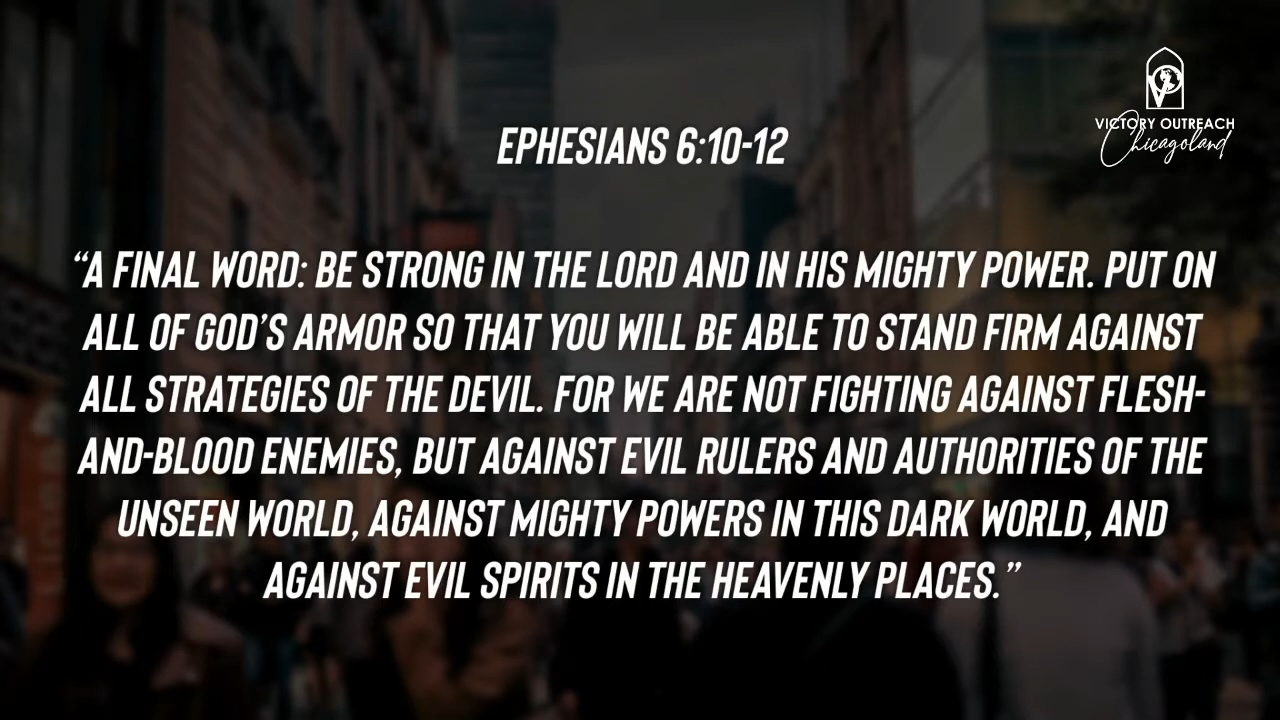 VICTORY OUTREACH
Chicagoland
EPHESIANS 6:10-12
“A FINAL WORD: BE STRONG IN THE LORD AND IN HIS MIGHTY POWER. PUT ON
ALL OF GOD’S ARMOR SO THAT YOU WILL BE ABLE TO STAND FIRM AGAINST
ALL STRATEGIES OF THE DEVIL. FOR WE ARE NOT FIGHTING AGAINST FLESH-
AND-BLOOD ENEMIES, BUT AGAINST EVIL RULERS AND AUTHORITIES OF THE
UNSEEN WORLD, AGAINST MIGHTY POWERS IN THIS DARK WORLD, AND
AGAINST EVIL SPIRITS IN THE HEAVENLY PLACES.”